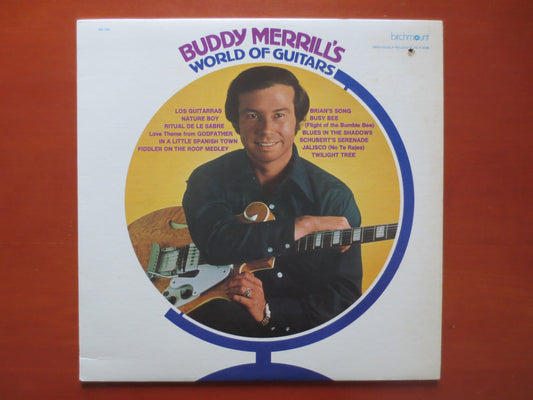 BUDDY MERRILL'S
WORLD OF GUITARS
birchmount
LOS GUITARRAS
NATURE BOY
RITUAL DE LE SABRE
Love Theme from GODFATHER
IN A LITTLE SPANISH TOWN
FIDDLER ON THE ROOF MEDLEY
BRIAN'S SONG
BUSY BEE
(Flight of the Bumble Bee)
BLUES IN THE SHADOWS
SCHUBERT'S SERENADE
JALISCO (No Te Rajes)
TWILIGHT TREE